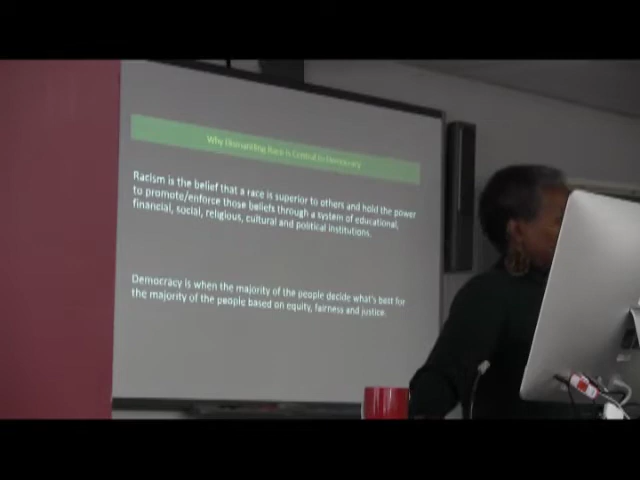 Why Dismantling Race is Central to Democracy
Racism is the belief that a race is superior to others and hold the power
to promote/enforce those beliefs through a system of educational,
financial, social, religious, cultural and political institutions.
Democracy is when the majority of the people decide what's best for
the majority of the people based on equity, fairness and justice.